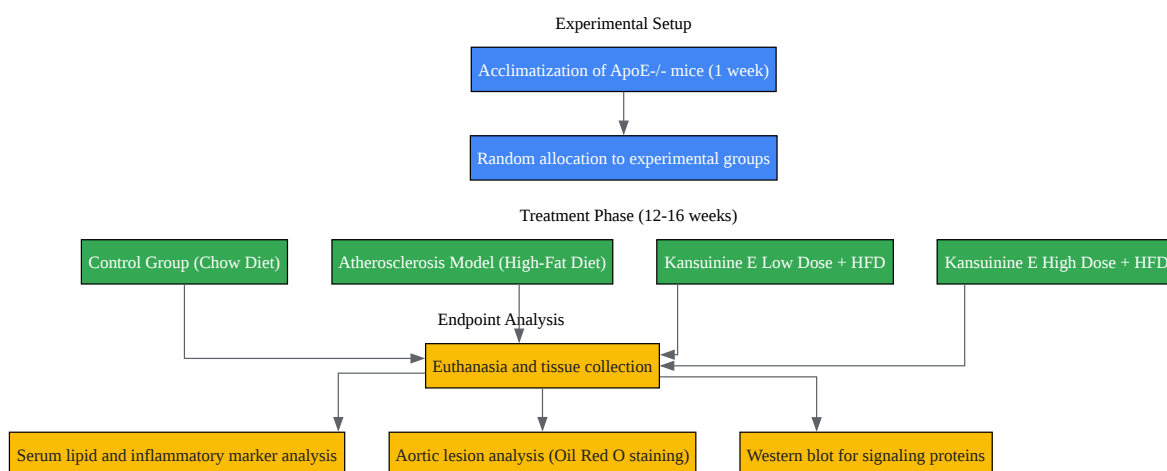 Experimental Setup
Acclimatization of ApoE-/- mice (1 week)
Random allocation to experimental groups
Treatment Phase (12-16 weeks)
Control Group (Chow Diet)
Atherosclerosis Model (High-Fat Diet)
Kansuinine E Low Dose + HFD
Kansuinine E High Dose + HFD
Endpoint Analysis
Euthanasia and tissue collection
Serum lipid and inflammatory marker analysis
Aortic lesion analysis (Oil Red O staining)
Western blot for signaling proteins